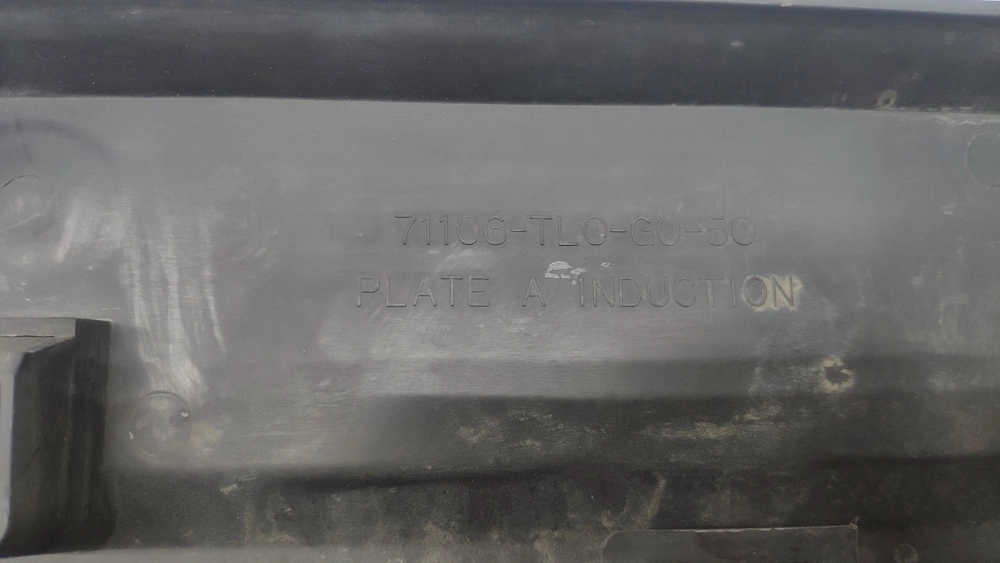 71106-TL0-G0-50
PLATE A INDUCTION